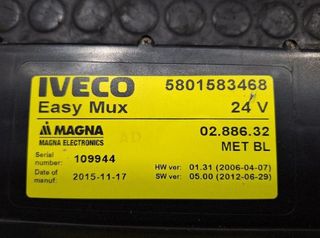 IVECO 5801583468
Easy Mux 24 V
MAGNA 02.886.32
MAGNA ELECTRONICS AD MET BL
Serial number: 109944
HW ver: 01.31 (2006-04-07)
Date of manuf: 2015-11-17
SW ver: 05.00 (2012-06-29)